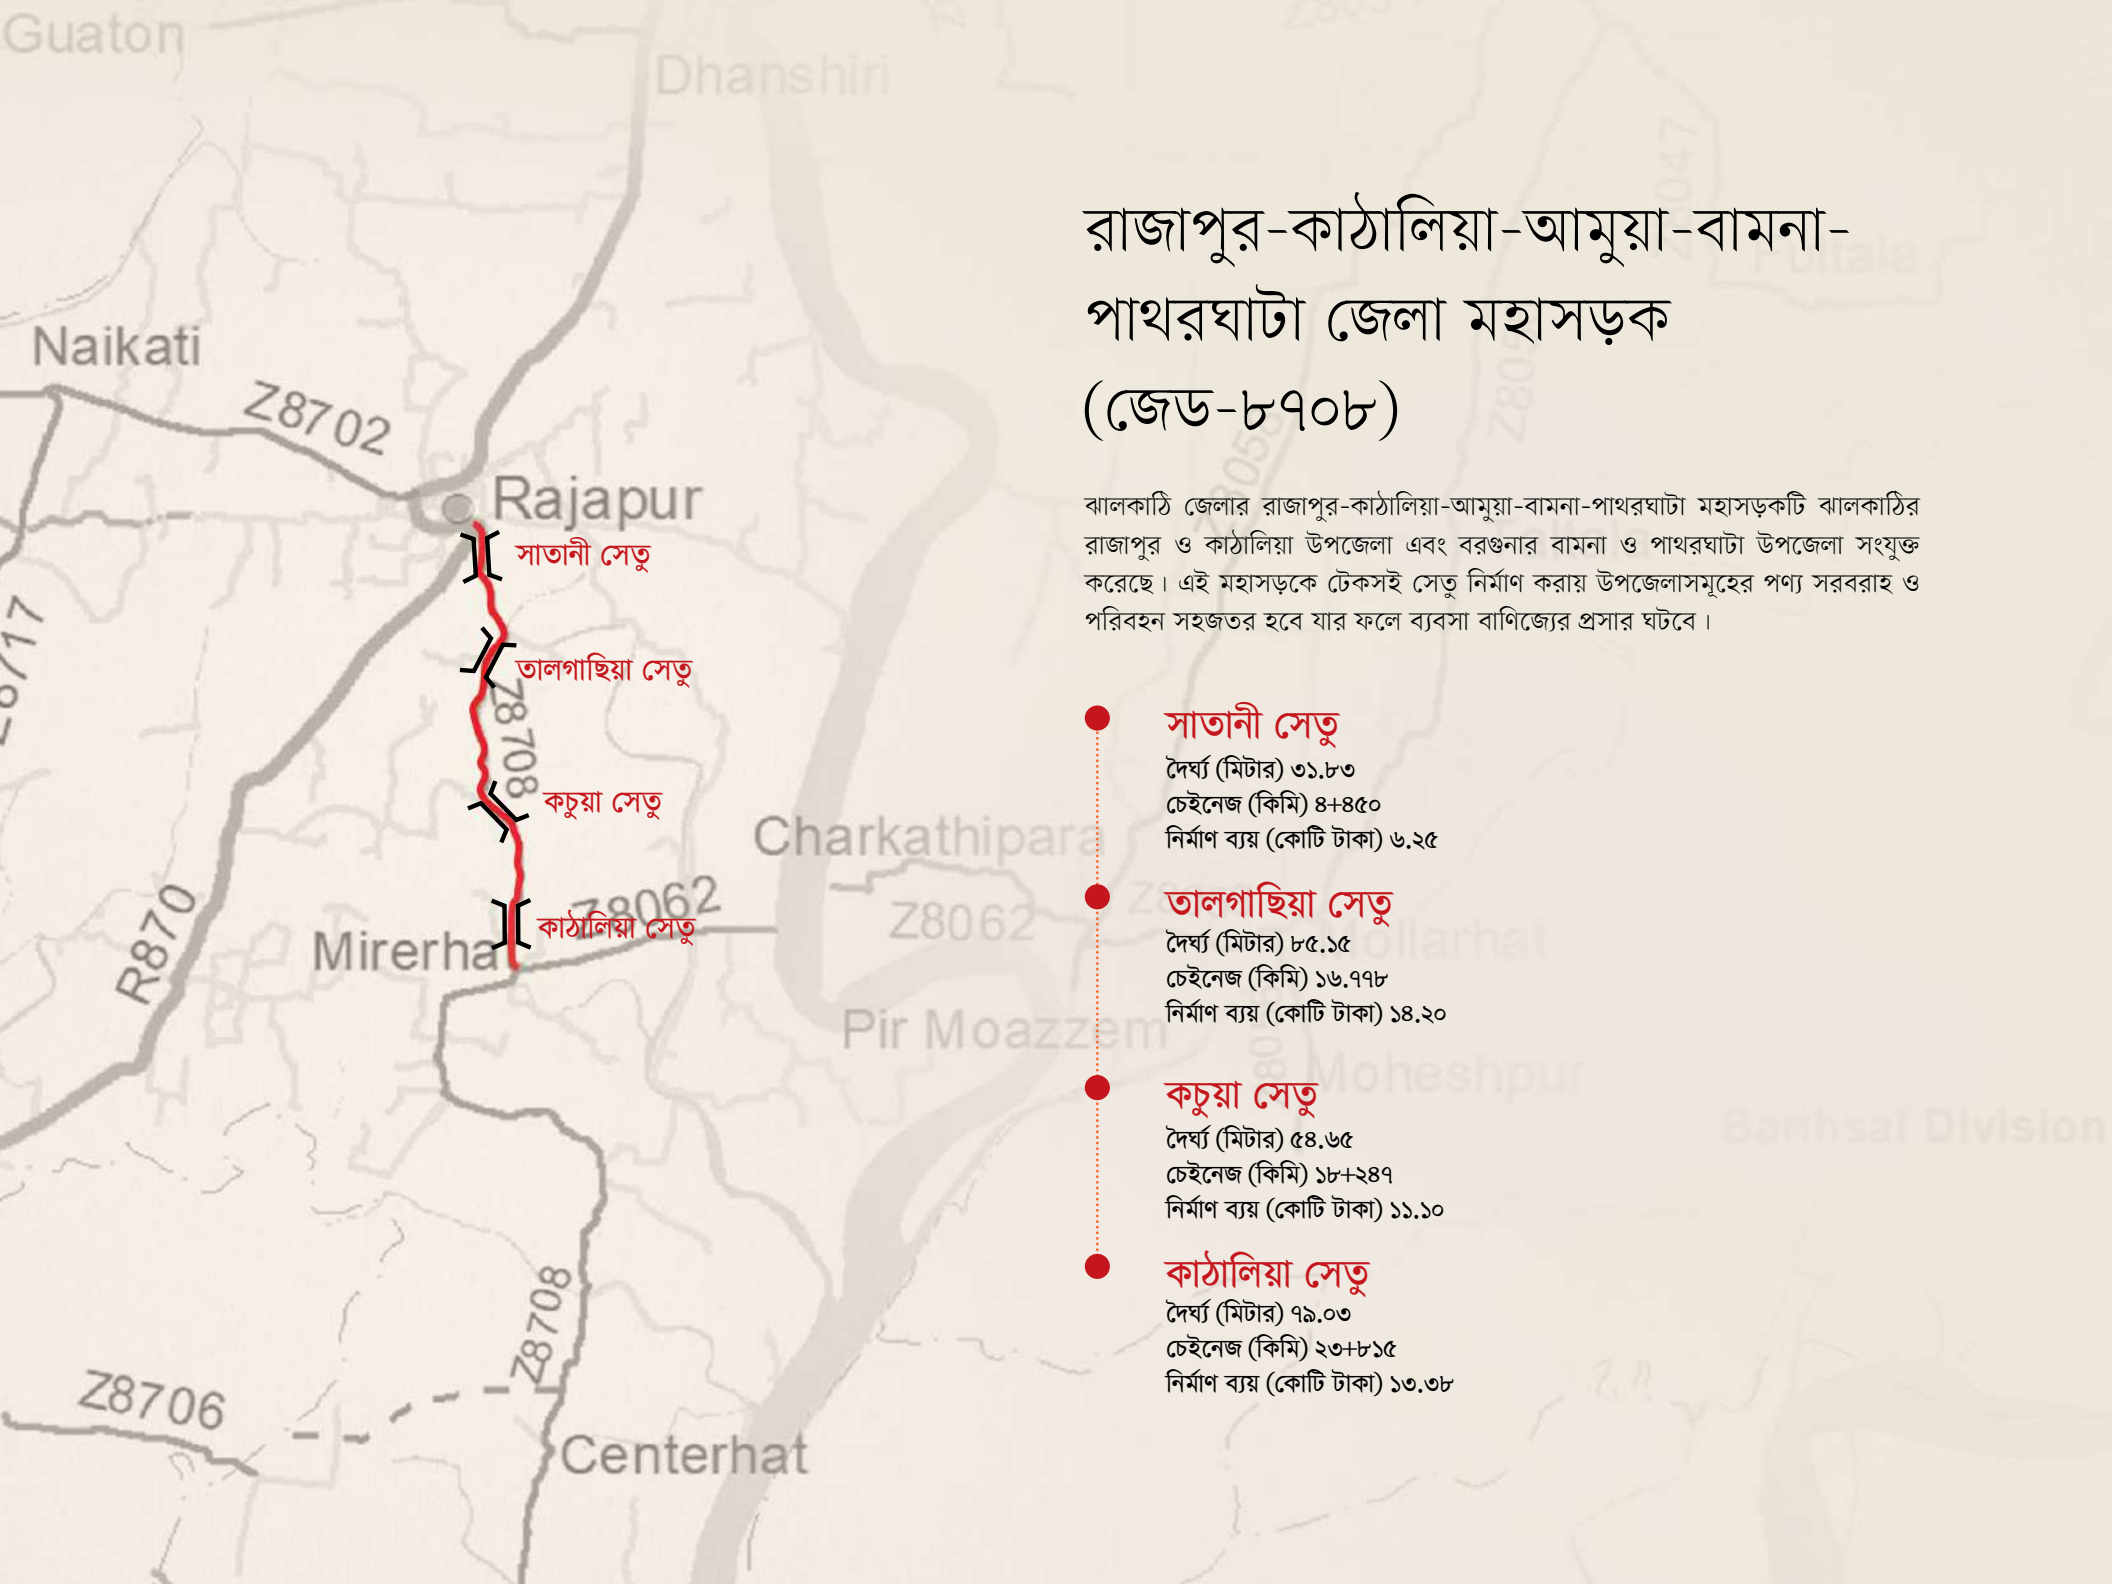 Guaton
Dhanshiri
Naikati
Z8702
Rajapur
সাতানী সেতু
তালগাছিয়া সেতু
Z8708
কচুয়া সেতু
Charkathipara
Z8062
কাঠালিয়া সেতু
Mirerhat
Z8062
R870
Pir Moazzem
Z8708
Z8706
Centerhat
রাজাপুর-কাঠালিয়া-আমুয়া-বামনা-
পাথরঘাটা জেলা মহাসড়ক
(জেড-৮৭০৮)
ঝালকাঠি জেলার রাজাপুর-কাঠালিয়া-আমুয়া-বামনা-পাথরঘাটা মহাসড়কটি ঝালকাঠির
রাজাপুর ও কাঠালিয়া উপজেলা এবং বরগুনার বামনা ও পাথরঘাটা উপজেলা সংযুক্ত
করেছে। এই মহাসড়কে টেকসই সেতু নির্মাণ করায় উপজেলাসমূহের পণ্য সরবরাহ ও
পরিবহন সহজতর হবে যার ফলে ব্যবসা বাণিজ্যের প্রসার ঘটবে।
সাতানী সেতু
দৈর্ঘ্য (মিটার) ৩১.৮৩
চেইনেজ (কিমি) ৪+৪৫০
নির্মাণ ব্যয় (কোটি টাকা) ৬.২৫
তালগাছিয়া সেতু
দৈর্ঘ্য (মিটার) ৮৫.১৫
চেইনেজ (কিমি) ১৬.৭৭৮
নির্মাণ ব্যয় (কোটি টাকা) ১৪.২০
কচুয়া সেতু
দৈর্ঘ্য (মিটার) ৫৪.৬৫
চেইনেজ (কিমি) ১৮+২৪৭
নির্মাণ ব্যয় (কোটি টাকা) ১১.১০
কাঠালিয়া সেতু
দৈর্ঘ্য (মিটার) ৭৯.০৩
চেইনেজ (কিমি) ২৩+৮১৫
নির্মাণ ব্যয় (কোটি টাকা) ১৩.৩৮
Mollarhat
Moheshpur
Barihsal Division